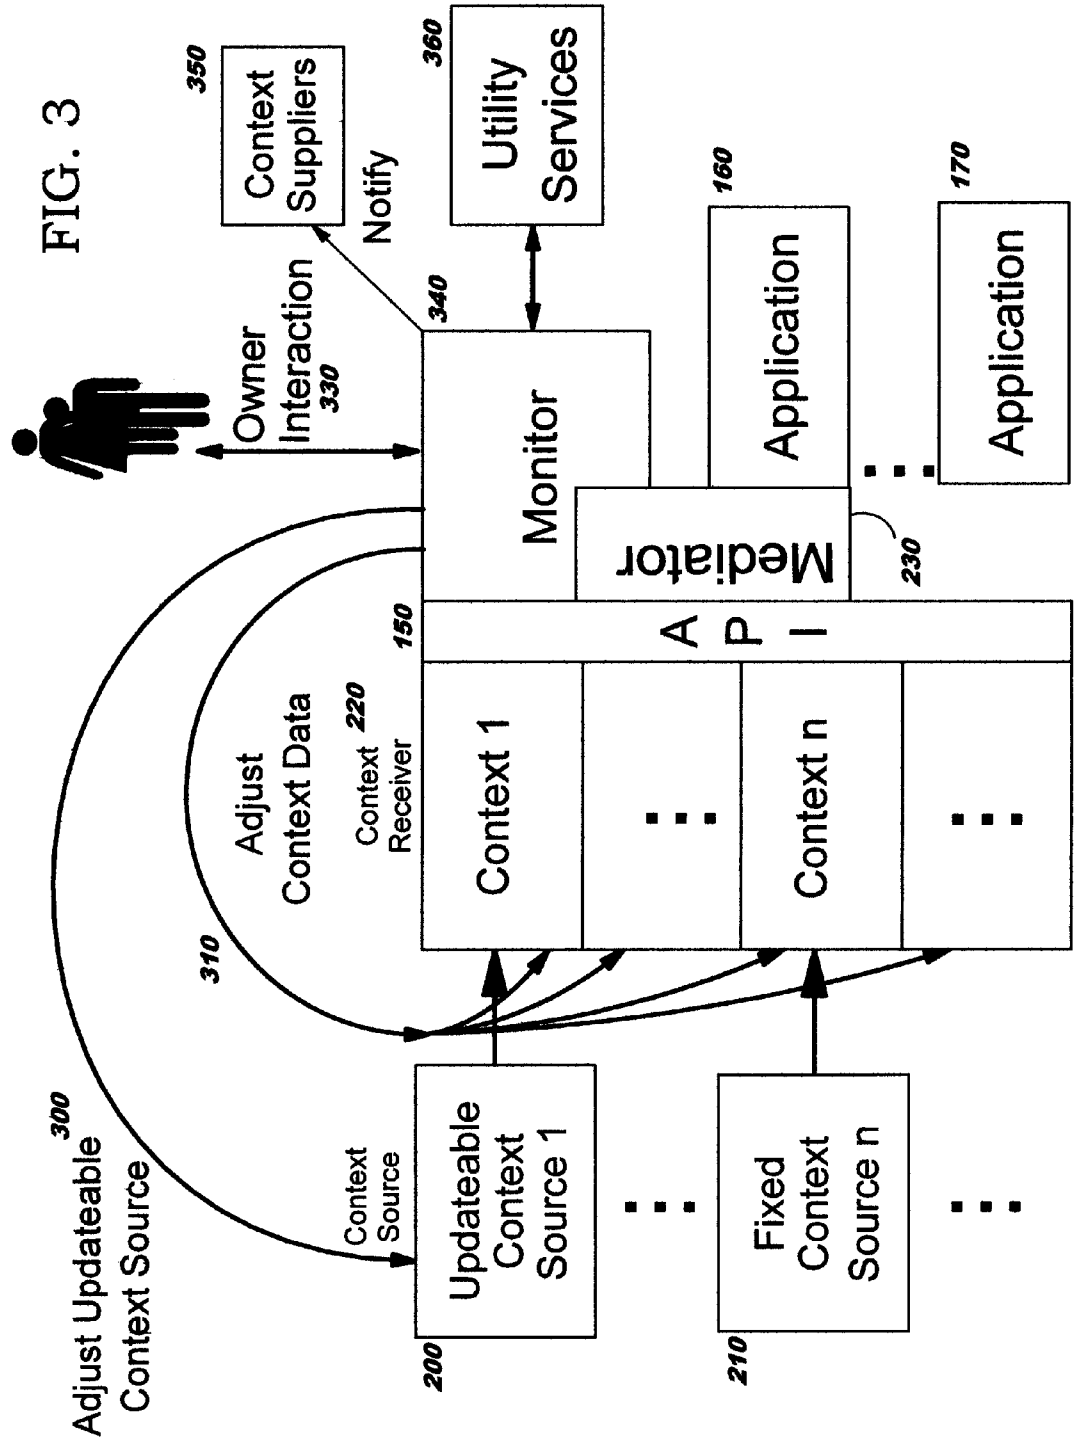 FIG. 3
300
Adjust Updateable
Context Source
310
Adjust
Context Data
Owner
Interaction
330
350
Context
Suppliers
Notify
Context
Source
Context 220
Receiver
150
340
360
200
Updateable
Context
Source 1
Context 1
Monitor
Utility
Services
API
Mediator
230
210
Fixed
Context
Source n
Context n
160
Application
170
Application